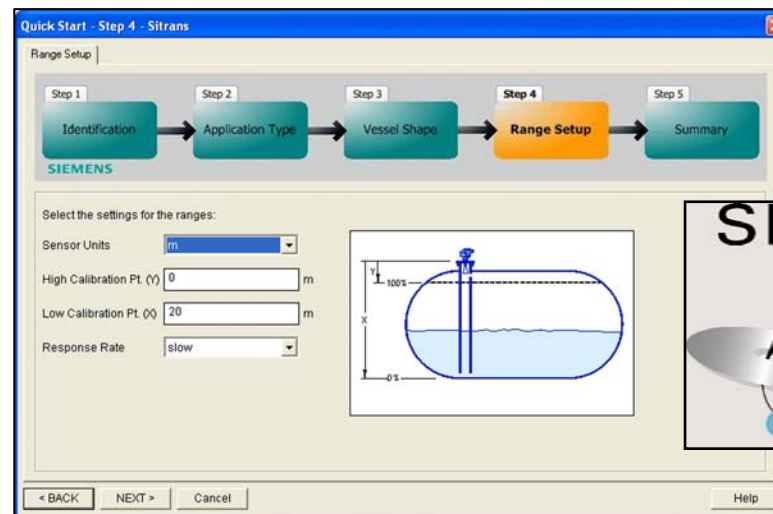 Quick Start - Step 4 - Sitrans
Range Setup
Step 1
Step 2
Step 3
Step 4
Step 5
Identification
Application Type
Vessel Shape
Range Setup
Summary
SIEMENS
Select the settings for the ranges:
Sensor Units
m
High Calibration Pt. (Y)
0
m
Low Calibration Pt. (X)
20
m
Response Rate
slow
Y
100%
X
0%
< BACK
NEXT >
Cancel
Help